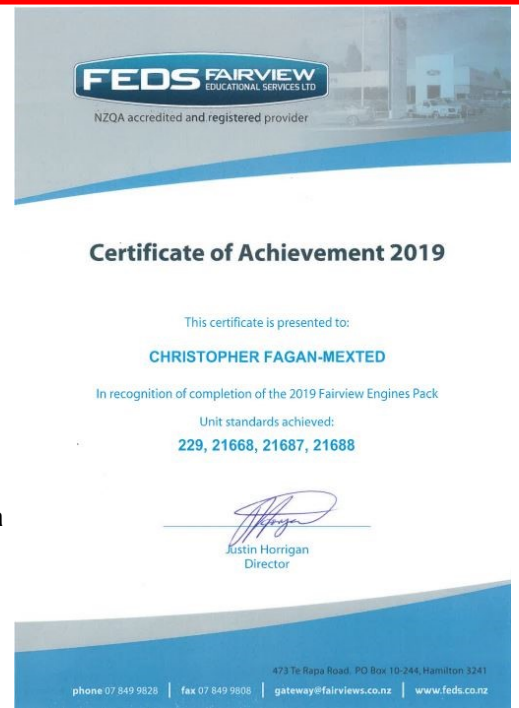 FEDS FAIRVIEW
EDUCATIONAL SERVICES LTD
NZQA accredited and registered provider
Certificate of Achievement 2019
This certificate is presented to:
CHRISTOPHER FAGAN-MEXTED
In recognition of completion of the 2019 Fairview Engines Pack
Unit standards achieved:
229, 21668, 21687, 21688
Justin Horrigan
Director
473 Te Rapa Road. PO Box 10-244, Hamilton 3241
phone 07 849 9828 | fax 07 849 9808 | gateway@fairviews.co.nz | www.feds.co.nz